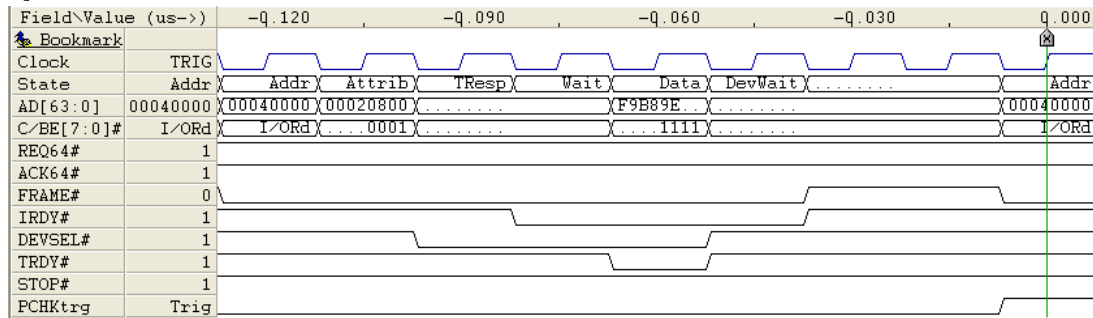 Field\Value (us->) -0.120 -0.090 -0.060 -0.030 0.000
Bookmark
Clock TRIG
State Addr Addr Attrib TResp Wait Data DevWait ........ Addr
AD[63:0] 00040000 00040000 00020800 ........ F9B89E.. ........ 00040000
C/BE[7:0]# I/ORd I/ORd ....0001 ........ ....1111 ........ I/ORd
REQ64# 1
ACK64# 1
FRAME# 0
IRDY# 1
DEVSEL# 1
TRDY# 1
STOP# 1
PCHKtrg Trig